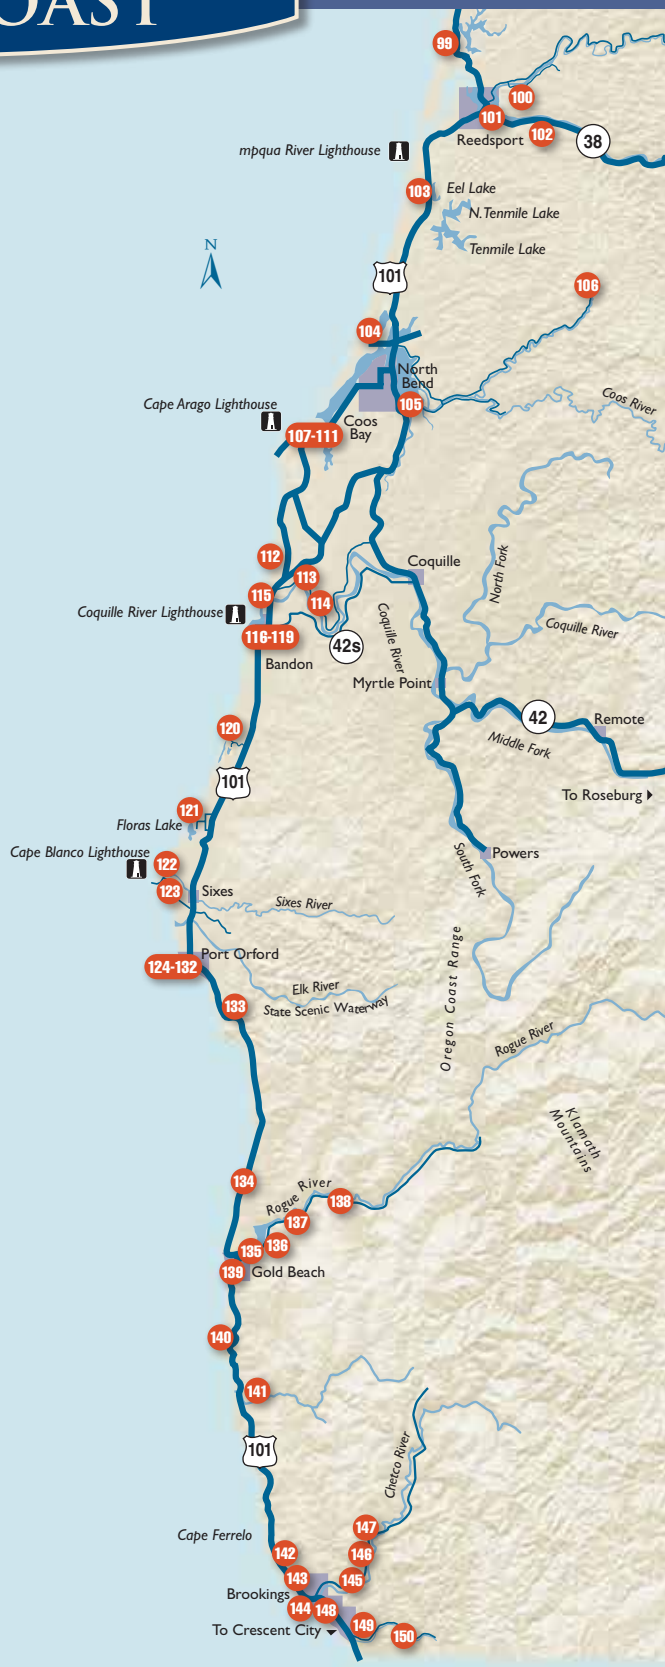 OAST
99
100
101
Reedsport
102
38
mpqua River Lighthouse
103
Eel Lake
N. Tenmile Lake
Tenmile Lake
N
101
106
104
North
Bend
Coos River
Cape Arago Lighthouse
105
107-111
Coos
Bay
112
Coquille
North Fork
113
115
114
Coquille River Lighthouse
Coquille River
Coquille River
116-119
42s
Bandon
Myrtle Point
42
Remote
120
Middle Fork
101
To Roseburg
121
Floras Lake
Cape Blanco Lighthouse
122
Powers
South Fork
123
Sixes
Sixes River
Port Orford
124-132
Elk River
State Scenic Waterway
Oregon Coast Range
133
Rogue River
Klamath
Mountains
134
Rogue River
138
137
136
135
139
Gold Beach
140
141
101
Chetco River
147
Cape Ferrelo
142
146
143
145
Brookings
144
148
To Crescent City
149
150